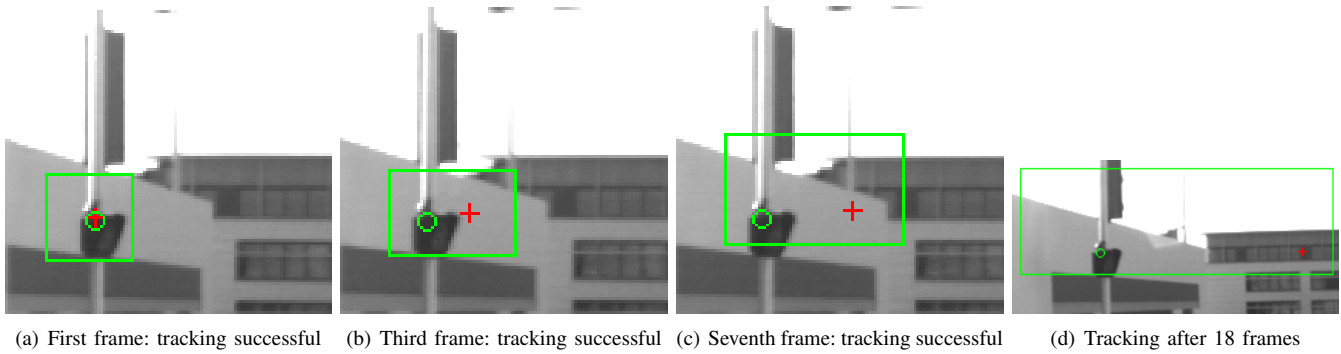 (a) First frame: tracking successful
(b) Third frame: tracking successful
(c) Seventh frame: tracking successful
(d) Tracking after 18 frames